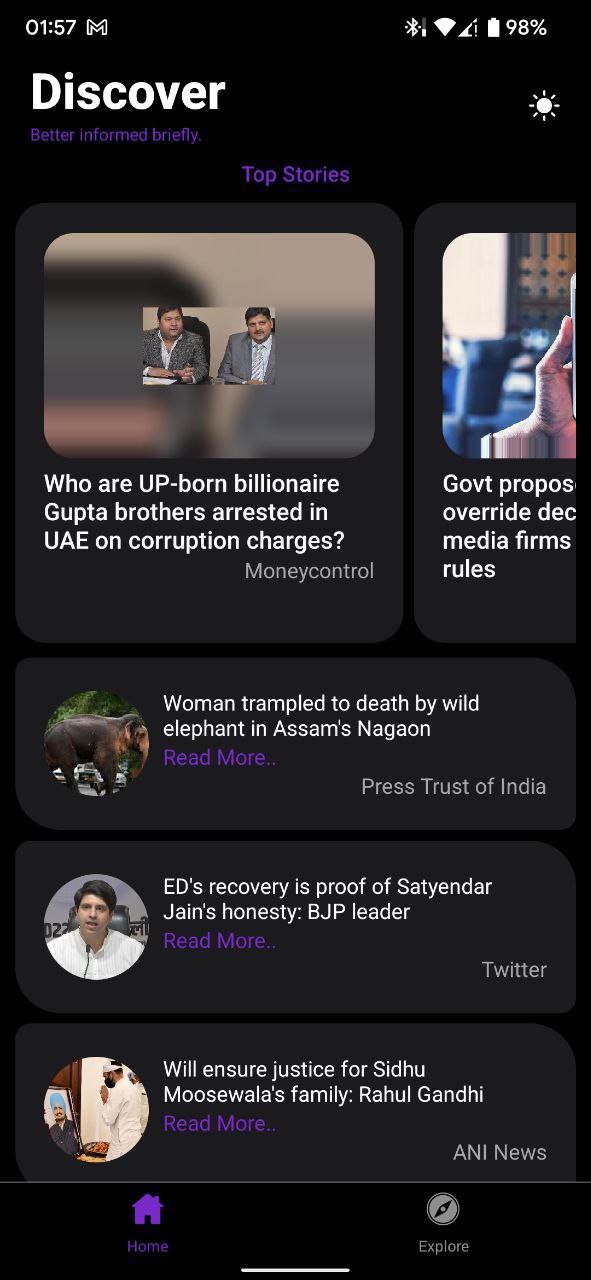 01:57
98%
Discover
Better informed briefly.
Top Stories
Who are UP-born billionaire
Gupta brothers arrested in
UAE on corruption charges?
Moneycontrol
Govt propos
override dec
media firms
rules
Woman trampled to death by wild
elephant in Assam's Nagaon
Read More..
Press Trust of India
ED's recovery is proof of Satyendar
Jain's honesty: BJP leader
Read More..
Twitter
Will ensure justice for Sidhu
Moosewala's family: Rahul Gandhi
Read More..
ANI News
Home
Explore